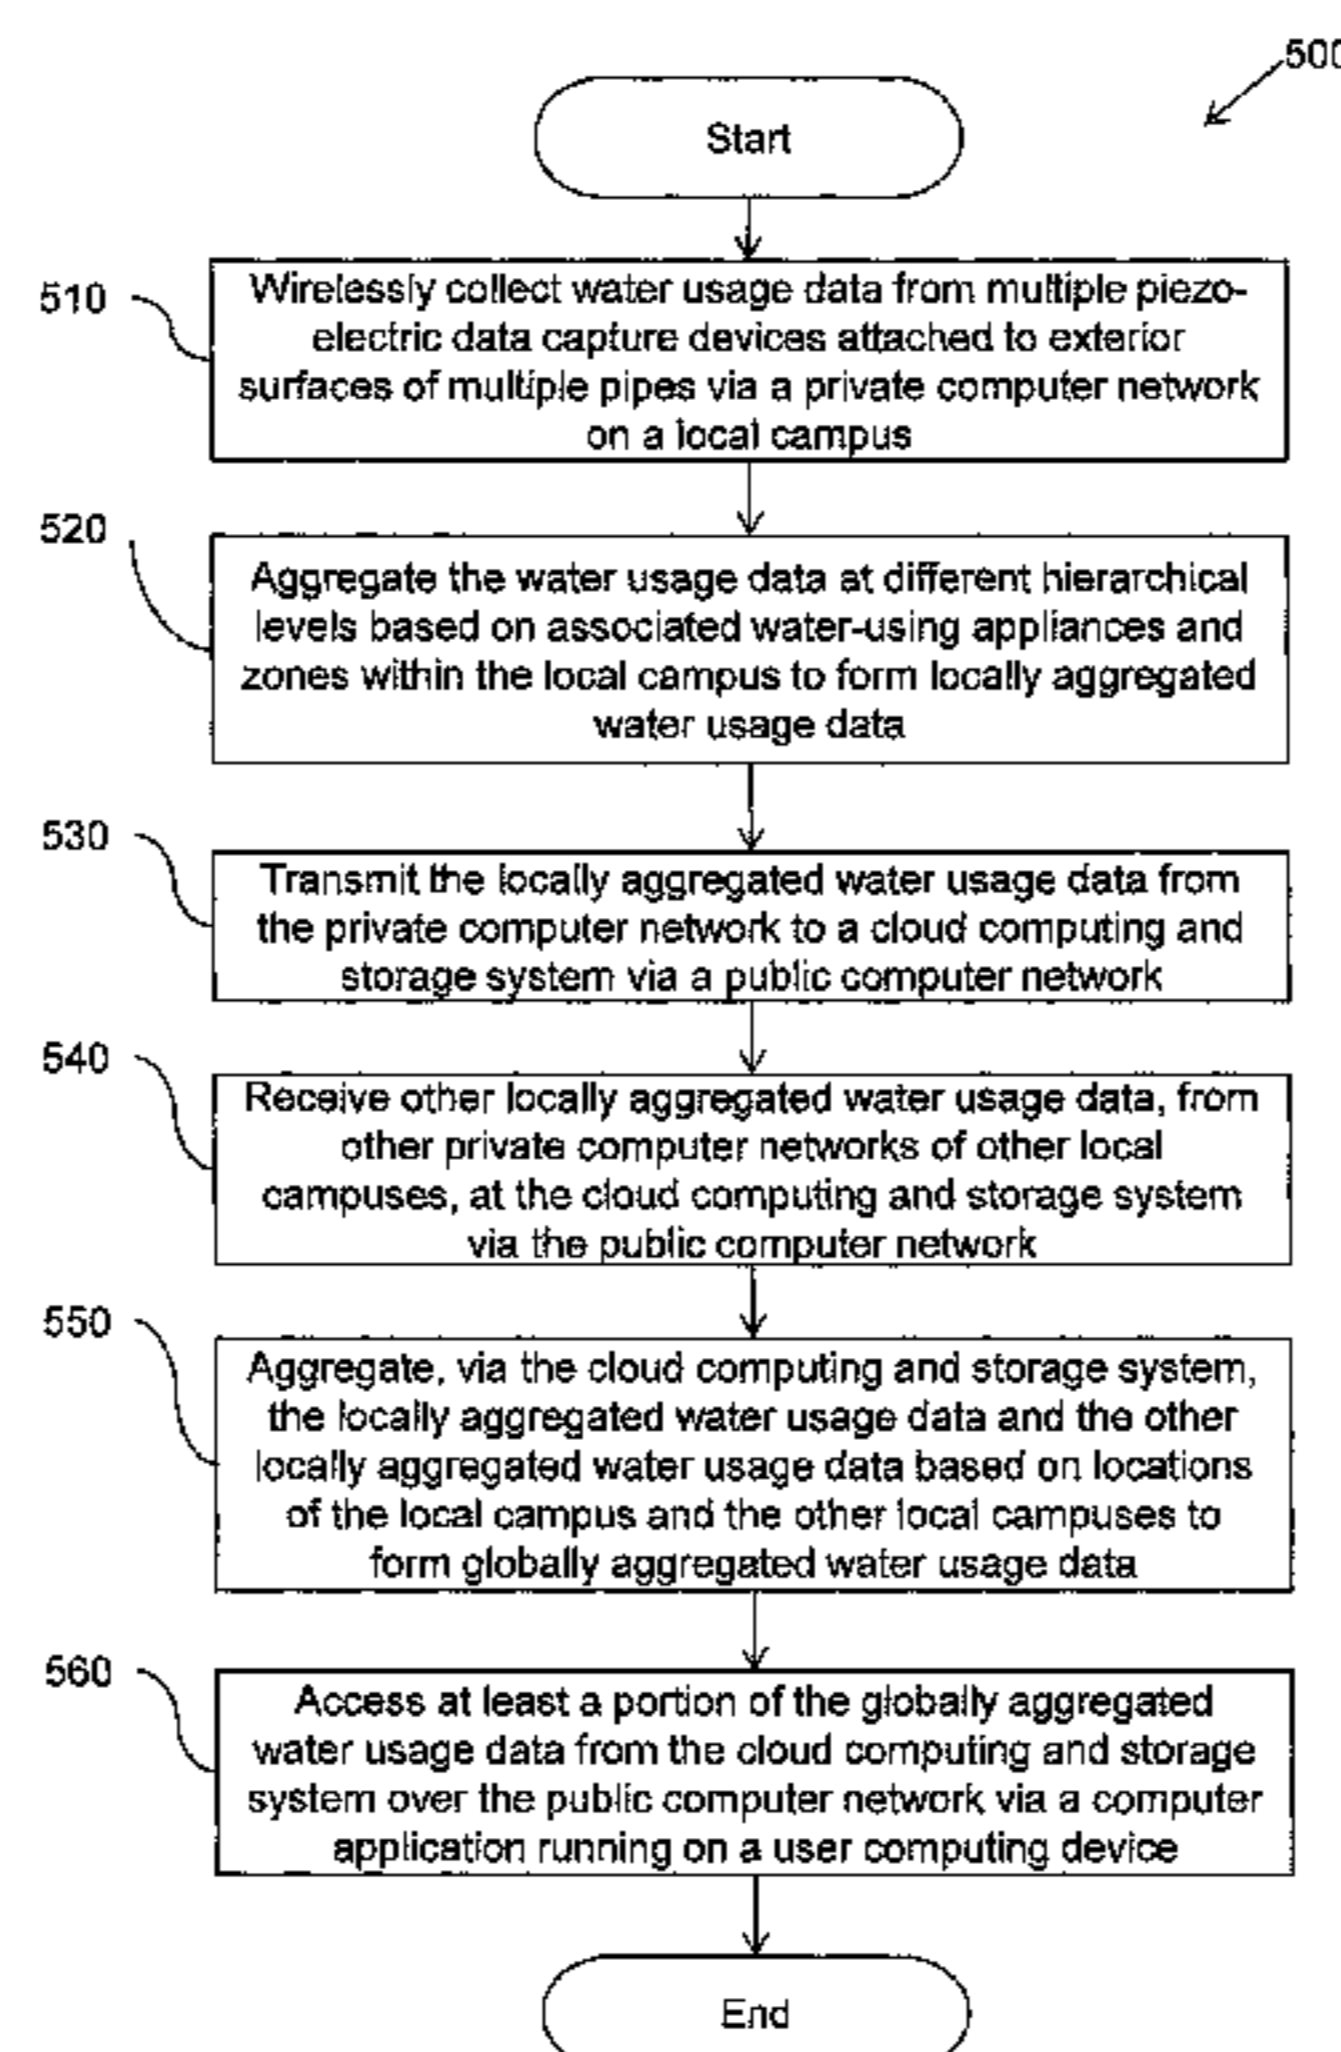 500
Start
510
Wirelessly collect water usage data from multiple piezo-
electric data capture devices attached to exterior
surfaces of multiple pipes via a private computer network
on a local campus
520
Aggregate the water usage data at different hierarchical
levels based on associated water-using appliances and
zones within the local campus to form locally aggregated
water usage data
530
Transmit the locally aggregated water usage data from
the private computer network to a cloud computing and
storage system via a public computer network
540
Receive other locally aggregated water usage data, from
other private computer networks of other local
campuses, at the cloud computing and storage system
via the public computer network
550
Aggregate, via the cloud computing and storage system,
the locally aggregated water usage data and the other
locally aggregated water usage data based on locations
of the local campus and the other local campuses to
form globally aggregated water usage data
560
Access at least a portion of the globally aggregated
water usage data from the cloud computing and storage
system over the public computer network via a computer
application running on a user computing device
End